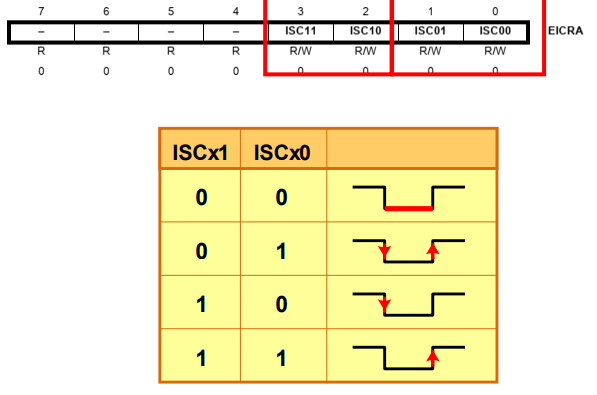 7 6 5 4 3 2 1 0
– – – – ISC11 ISC10 ISC01 ISC00 EICRA
R R R R R/W R/W R/W R/W
0 0 0 0 0 0 0 0
ISCx1 ISCx0
0 0
0 1
1 0
1 1